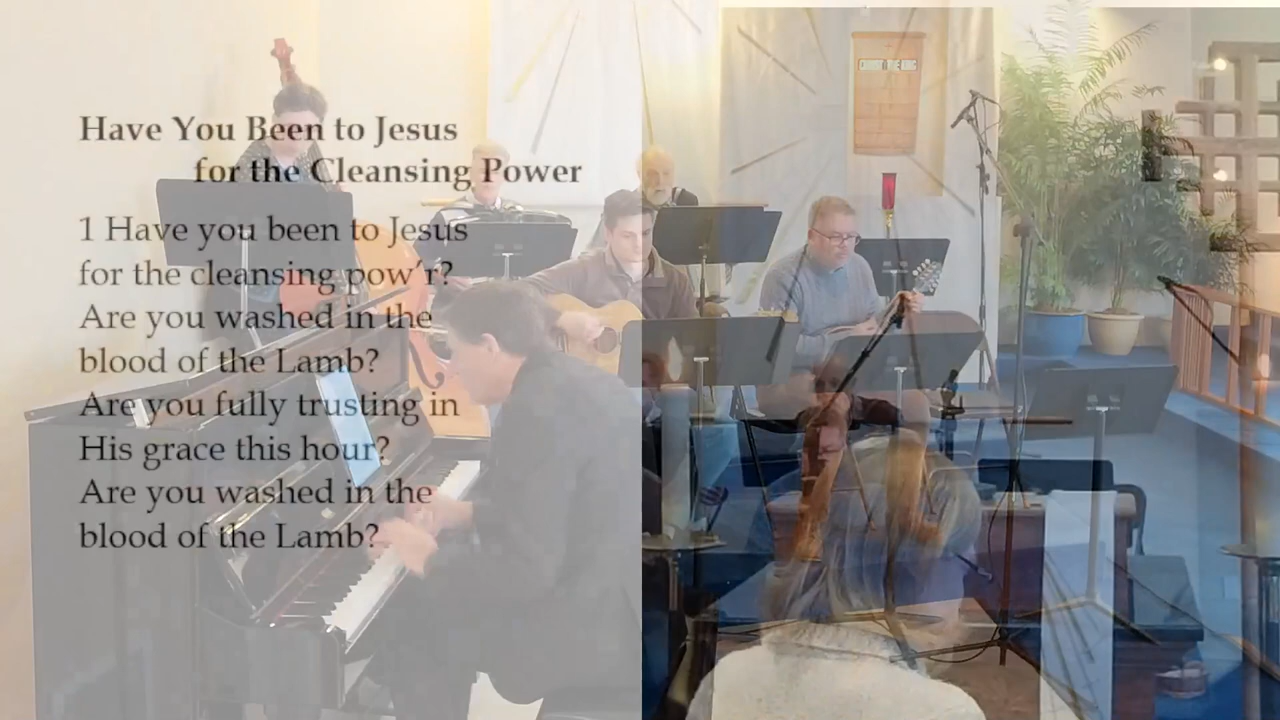 Have You Been to Jesus
for the Cleansing Power
1 Have you been to Jesus
for the cleansing pow'r?
Are you washed in the
blood of the Lamb?
Are you fully trusting in
His grace this hour?
Are you washed in the
blood of the Lamb?